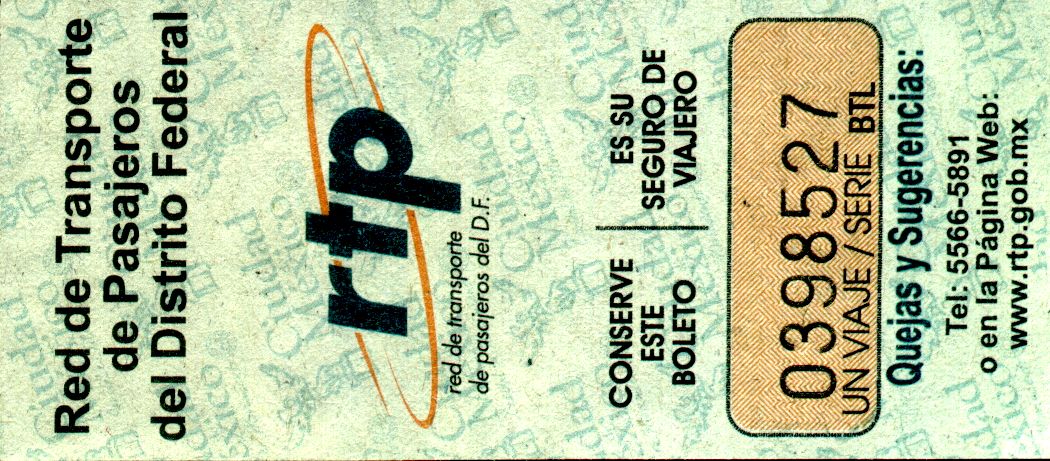 Red de Transporte
de Pasajeros
del Distrito Federal
rtp
red de transporte
de pasajeros del D.F.
CONSERVE
ESTE
BOLETO
ES SU
SEGURO DE
VIAJERO
0398527
UN VIAJE / SERIE BTL
Quejas y Sugerencias:
Tel: 5566-5891
o en la Página Web:
www.rtp.gob.mx